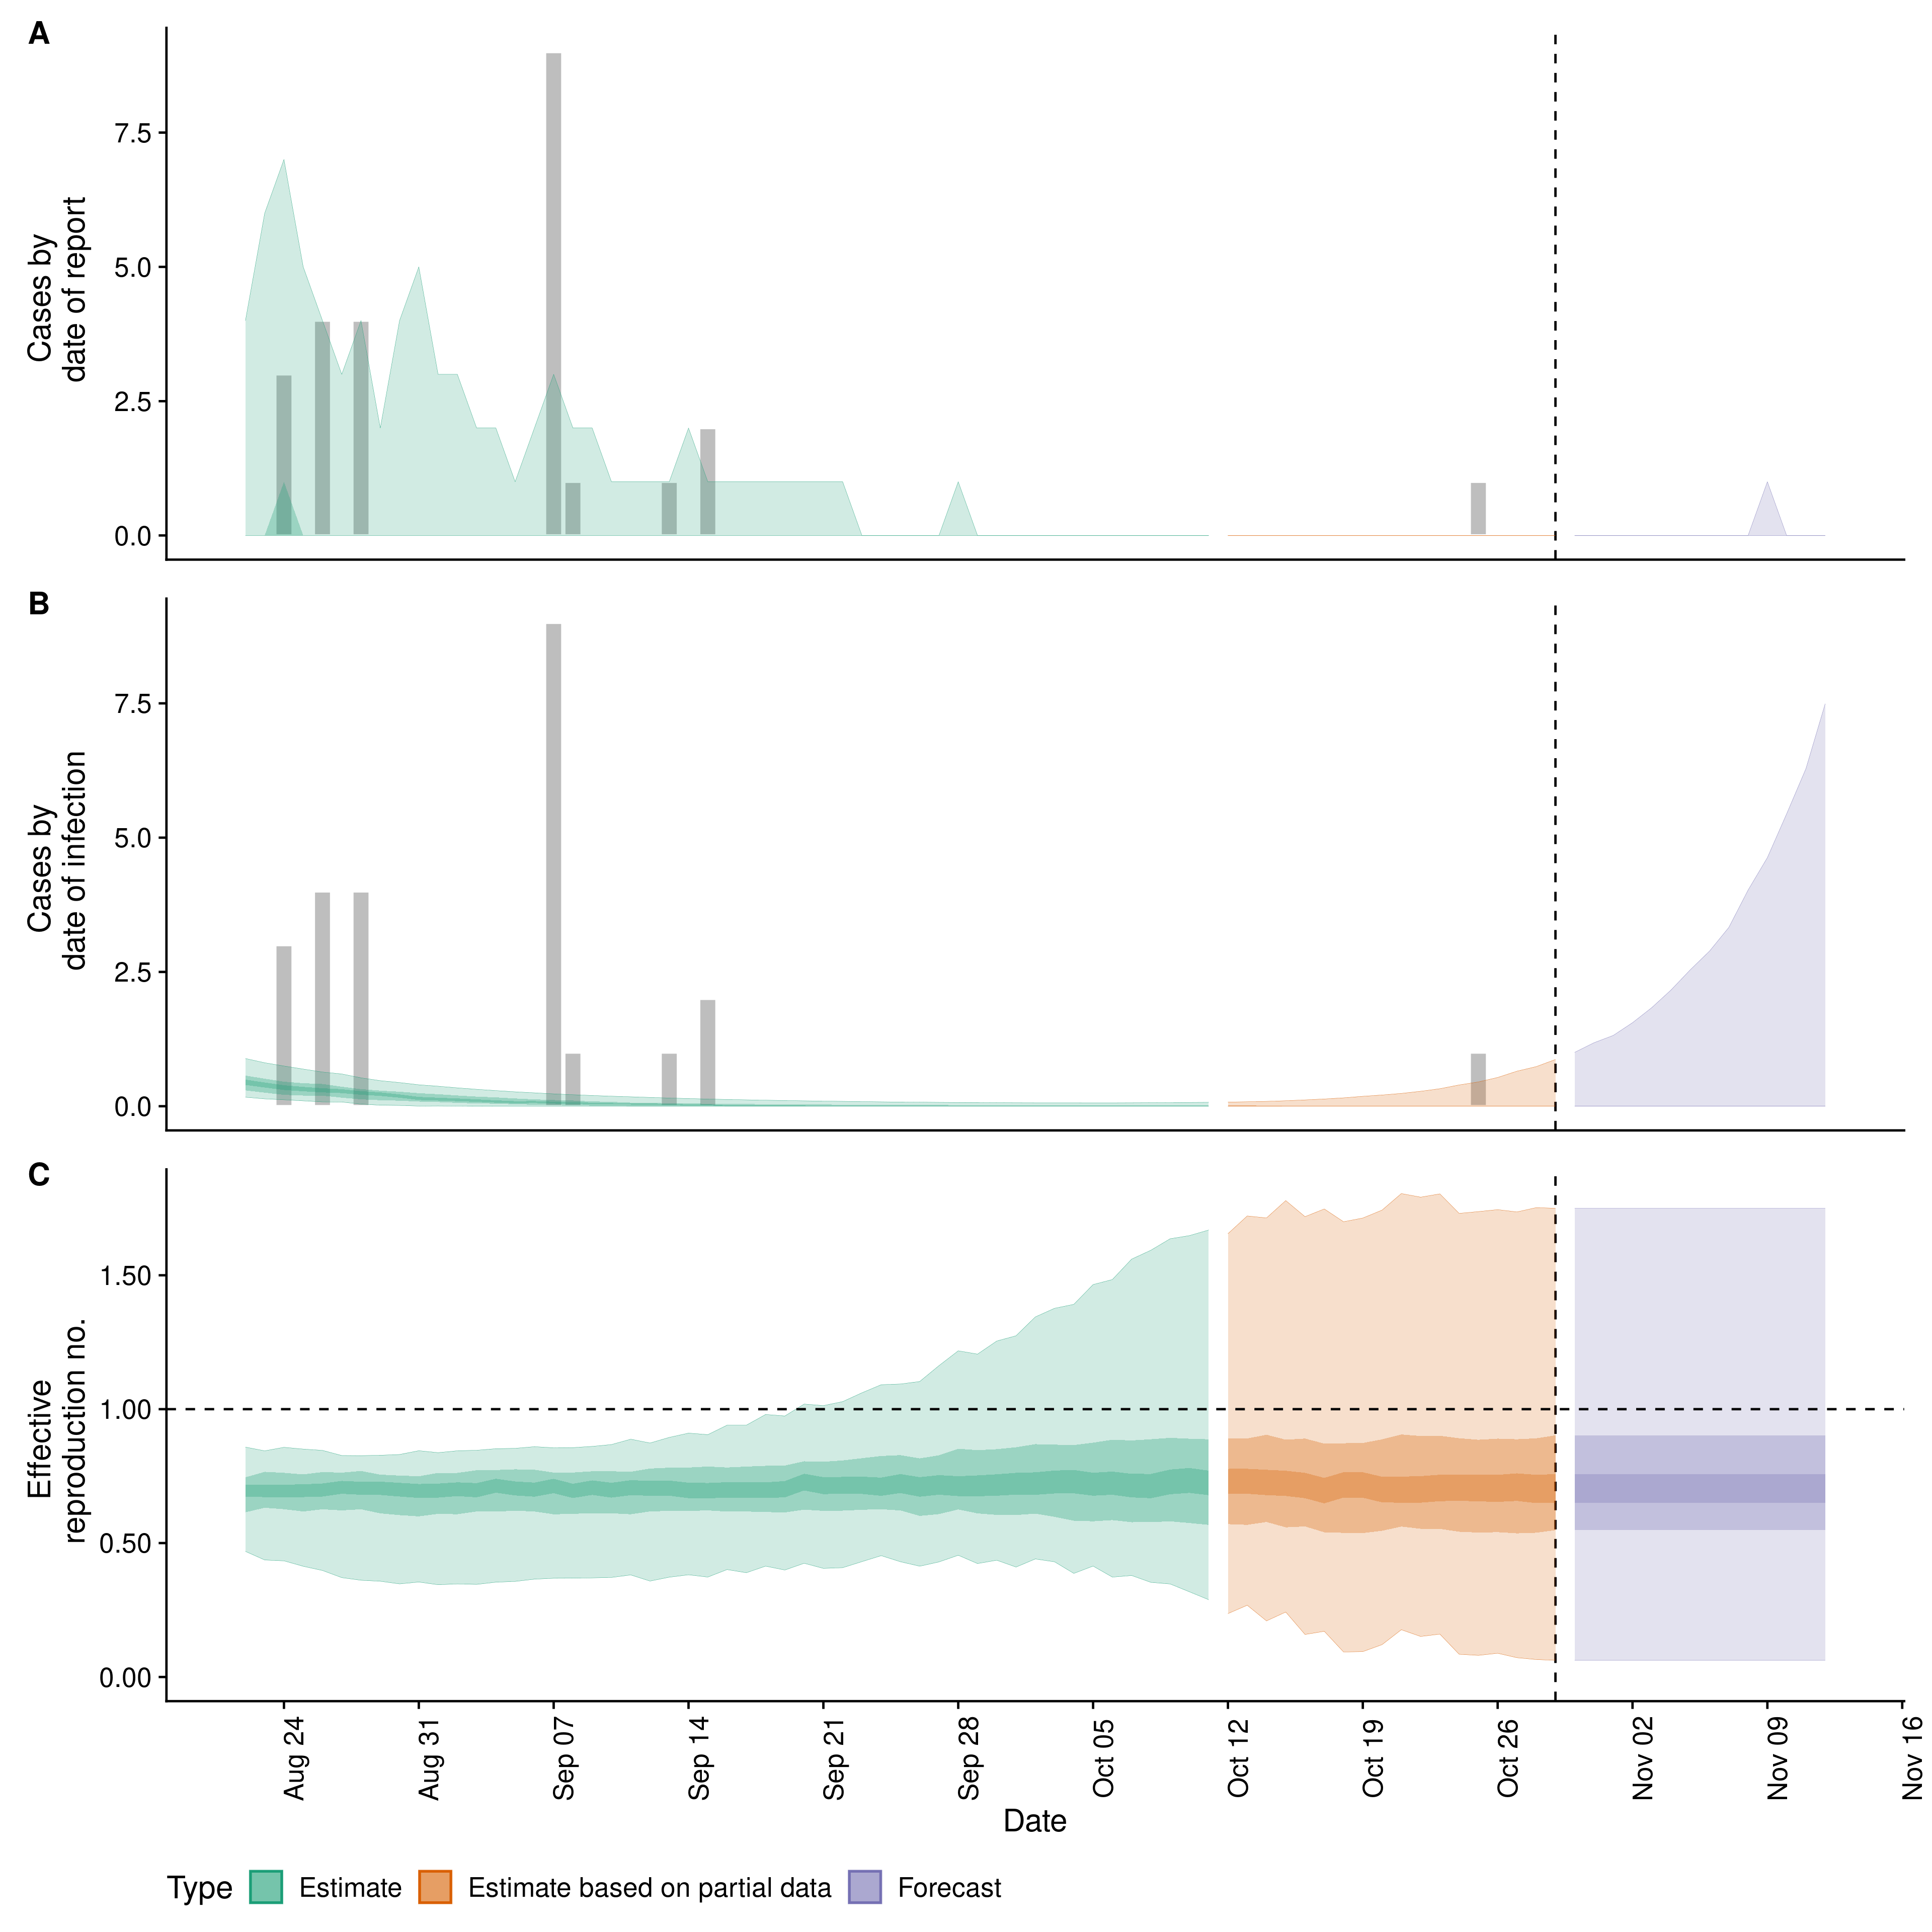 A
7.5
5.0
2.5
0.0
Cases by
date of report
B
7.5
5.0
2.5
0.0
Cases by
date of infection
C
1.50
1.00
0.50
0.00
Effective
reproduction no.
Aug 24
Aug 31
Sep 07
Sep 14
Sep 21
Sep 28
Oct 05
Oct 12
Oct 19
Oct 26
Nov 02
Nov 09
Nov 16
Date
Type Estimate Estimate based on partial data Forecast